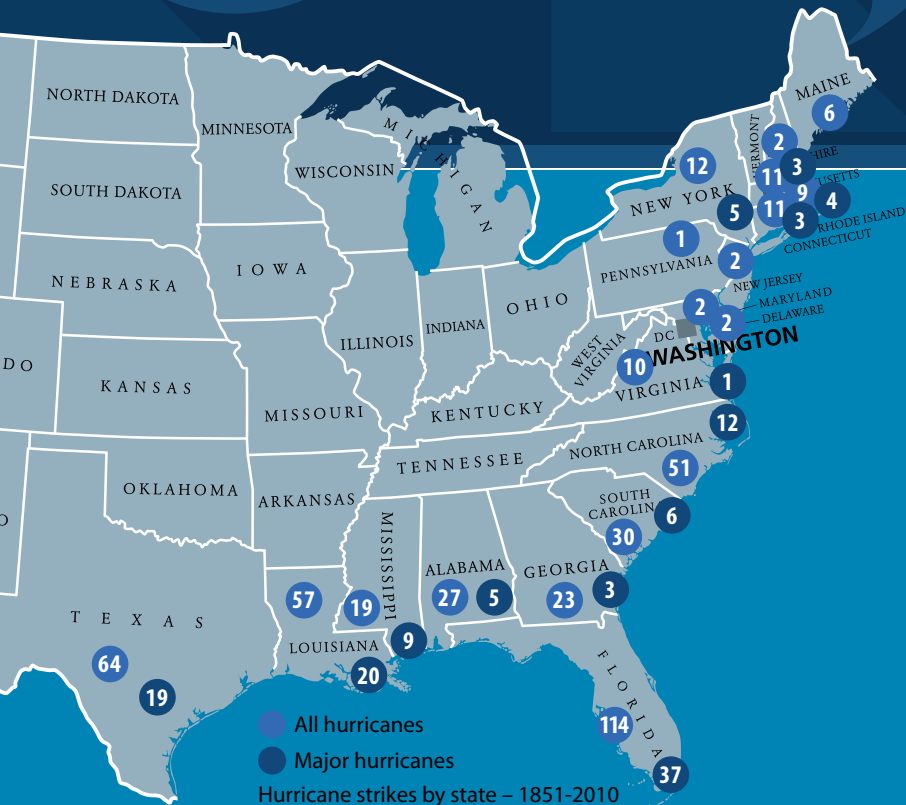 NORTH DAKOTA
MINNESOTA
SOUTH DAKOTA
WISCONSIN
MICHIGAN
NEBRASKA
IOWA
DO
KANSAS
ILLINOIS
INDIANA
OHIO
MISSOURI
KENTUCKY
WEST
VIRGINIA
OKLAHOMA
ARKANSAS
TENNESSEE
O
MAINE
6
2
3
HIRE
ERMONT
11
9
USETTS
4
11
3
RHODE ISLAND
CONNECTICUT
12
NEW YORK
5
1
PENNSYLVANIA
2
NEW JERSEY
2
MARYLAND
DELAWARE
2
DC
WASHINGTON
10
VIRGINIA
1
12
NORTH CAROLINA
51
SOUTH
CAROLIN
6
30
GEORGIA
23
3
ALABAMA
27
5
MISSISSIPPI
19
9
57
LOUISIANA
20
TEXAS
64
19
FLORIDA
114
37
All hurricanes
Major hurricanes
Hurricane strikes by state – 1851-2010